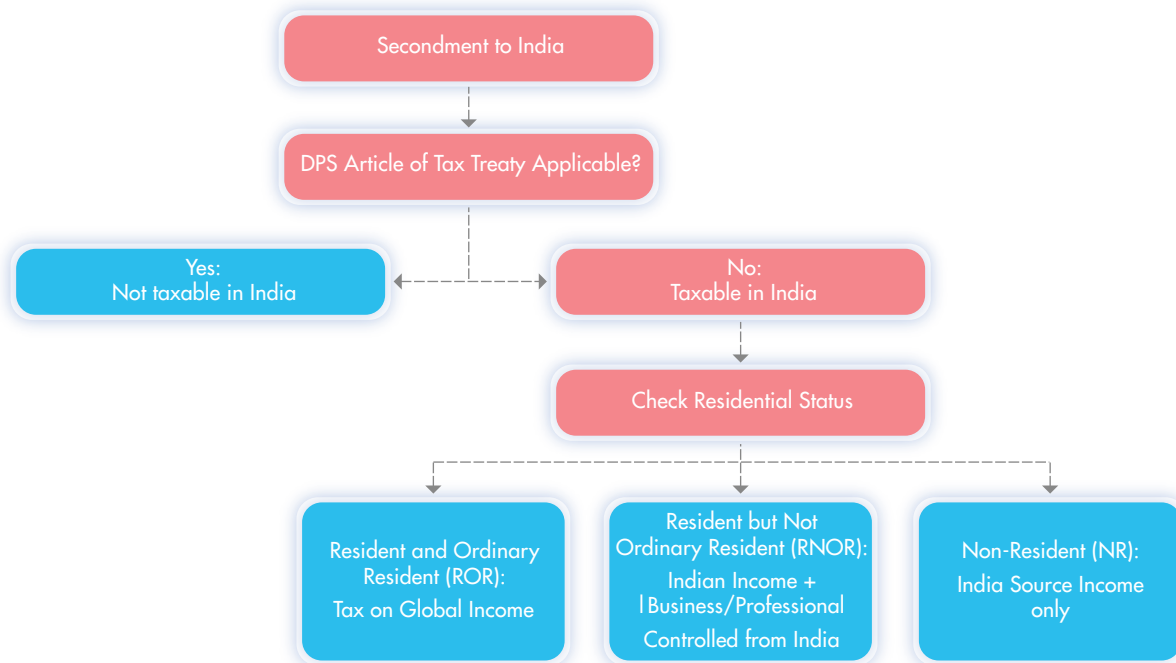 Secondment to India
DPS Article of Tax Treaty Applicable?
Yes:
Not taxable in India
No:
Taxable in India
Check Residential Status
Resident and Ordinary
Resident (ROR):
Tax on Global Income
Resident but Not
Ordinary Resident (RNOR):
Indian Income +
lBusiness/Professional
Controlled from India
Non-Resident (NR):
India Source Income
only